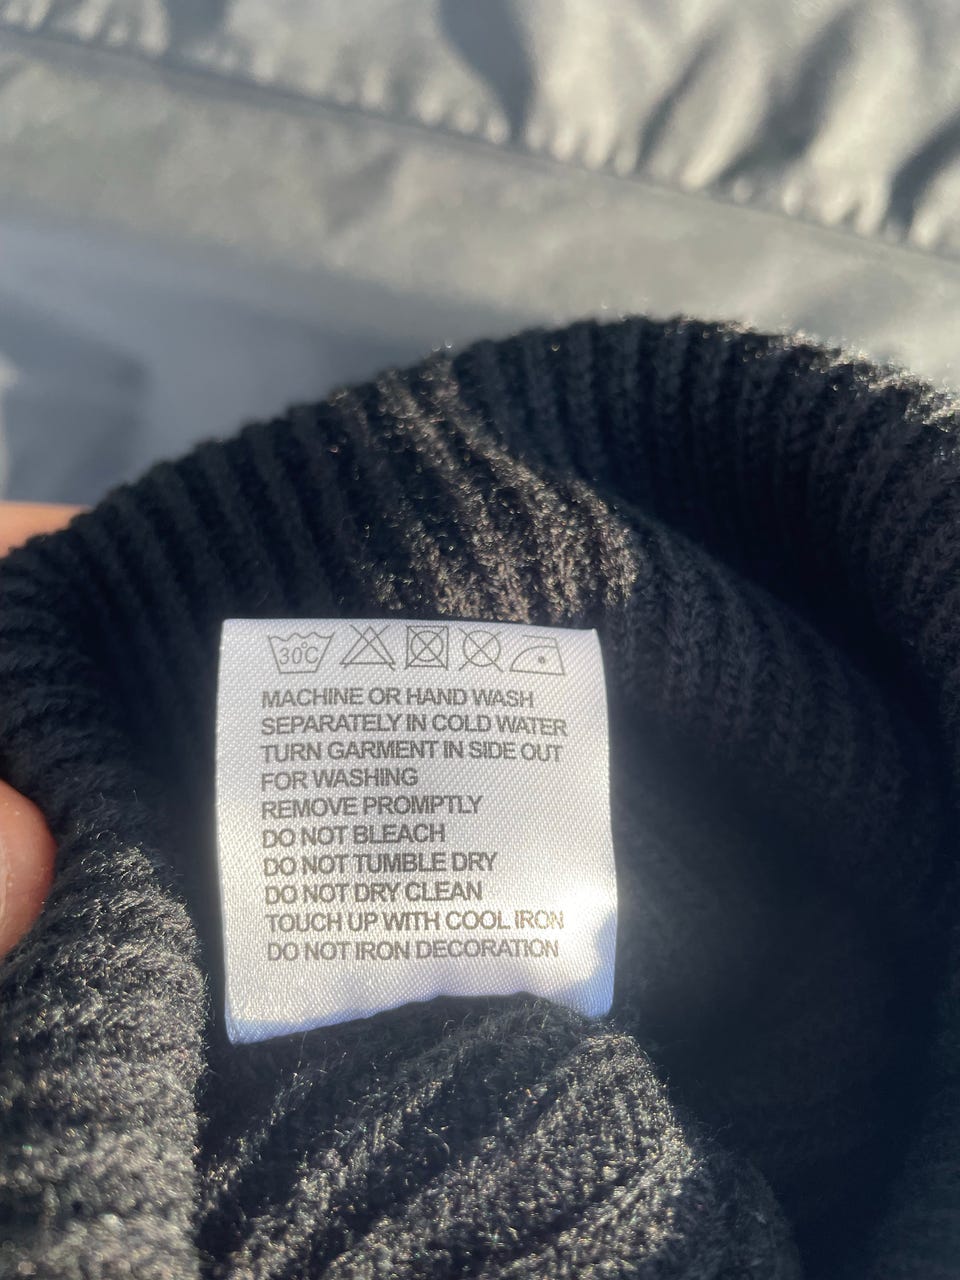 30°C
MACHINE OR HAND WASH
SEPARATELY IN COLD WATER
TURN GARMENT IN SIDE OUT
FOR WASHING
REMOVE PROMPTLY
DO NOT BLEACH
DO NOT TUMBLE DRY
DO NOT DRY CLEAN
TOUCH UP WITH COOL IRON
DO NOT IRON DECORATION